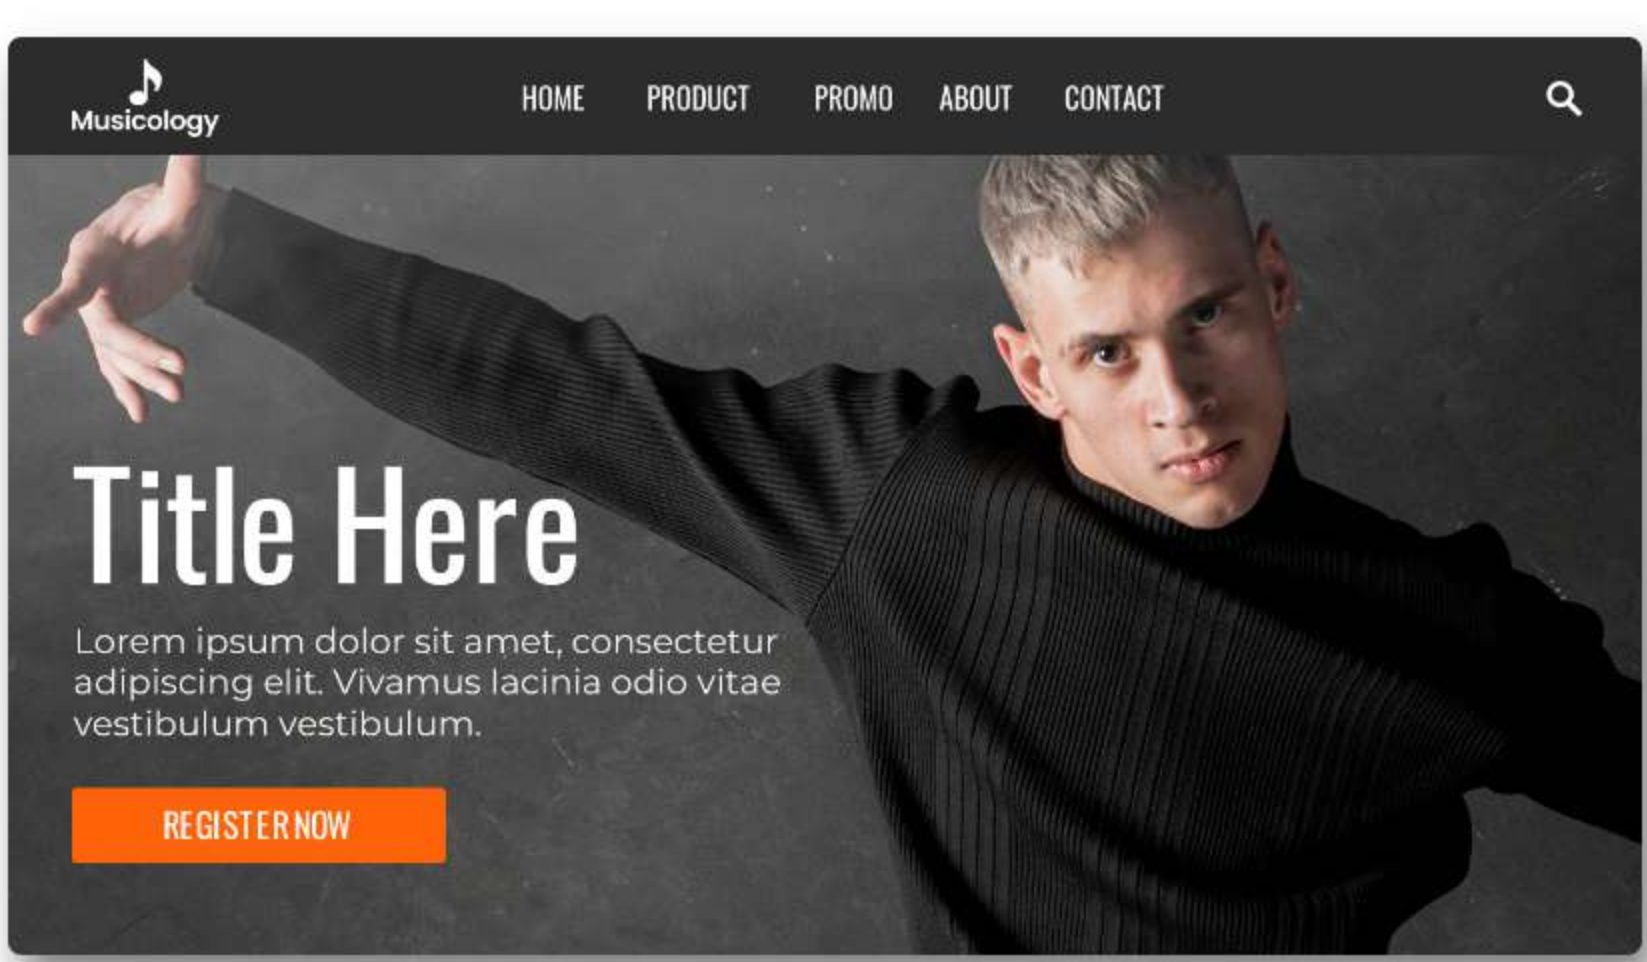 Musicology
HOME PRODUCT PROMO ABOUT CONTACT
Title Here
Lorem ipsum dolor sit amet, consectetur
adipiscing elit. Vivamus lacinia odio vitae
vestibulum vestibulum.
REGISTER NOW